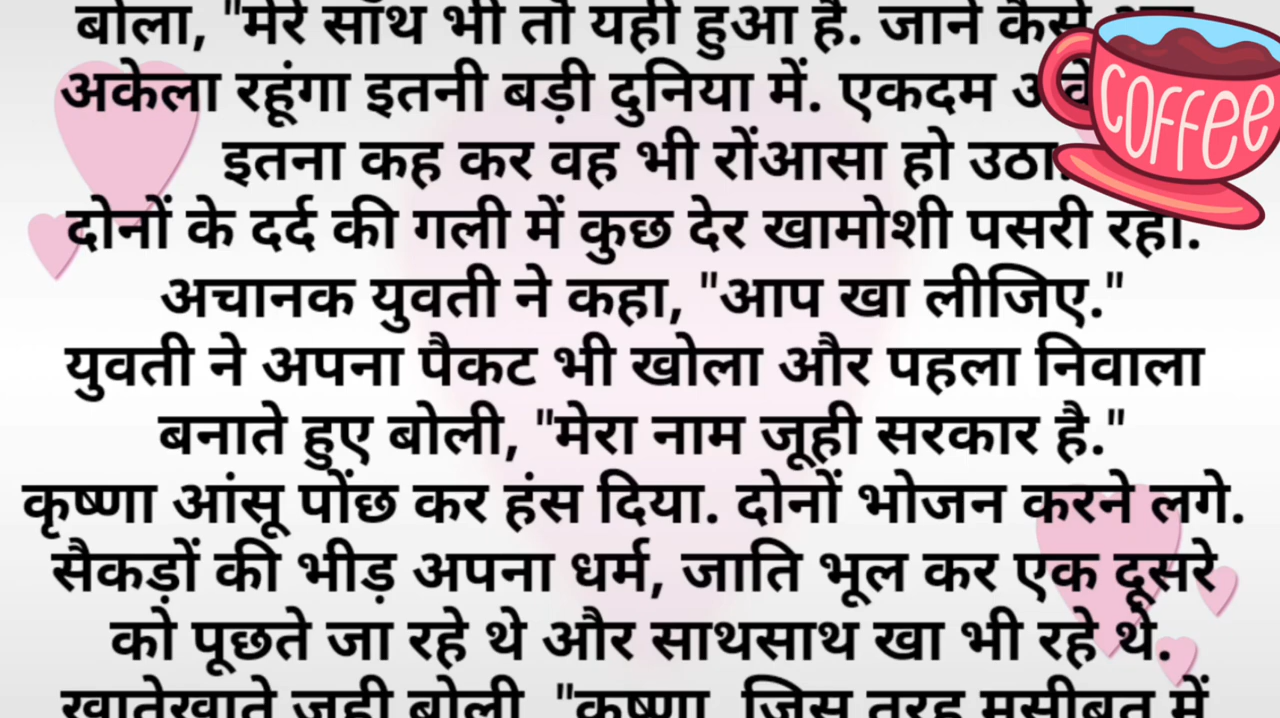 बोला, "मेरे साथ भी तो यही हुआ है. जाने कैसे
अकेला रहूंगा इतनी बड़ी दुनिया में. एकदम
इतना कह कर वह भी रोंआसा हो उठा.
दोनों के दर्द की गली में कुछ देर खामोशी पसरी रही.
अचानक युवती ने कहा, "आप खा लीजिए."
युवती ने अपना पैकट भी खोला और पहला निवाला
बनाते हुए बोली, "मेरा नाम जूही सरकार है."
कृष्णा आंसू पोंछ कर हंस दिया. दोनों भोजन करने लगे.
सैकड़ों की भीड़ अपना धर्म, जाति भूल कर एक दूसरे
को पूछते जा रहे थे और साथसाथ खा भी रहे थे.
खातेखाते जूही बोली, "कृष्णा, जिस तरह मुसीबत में
COFFEE